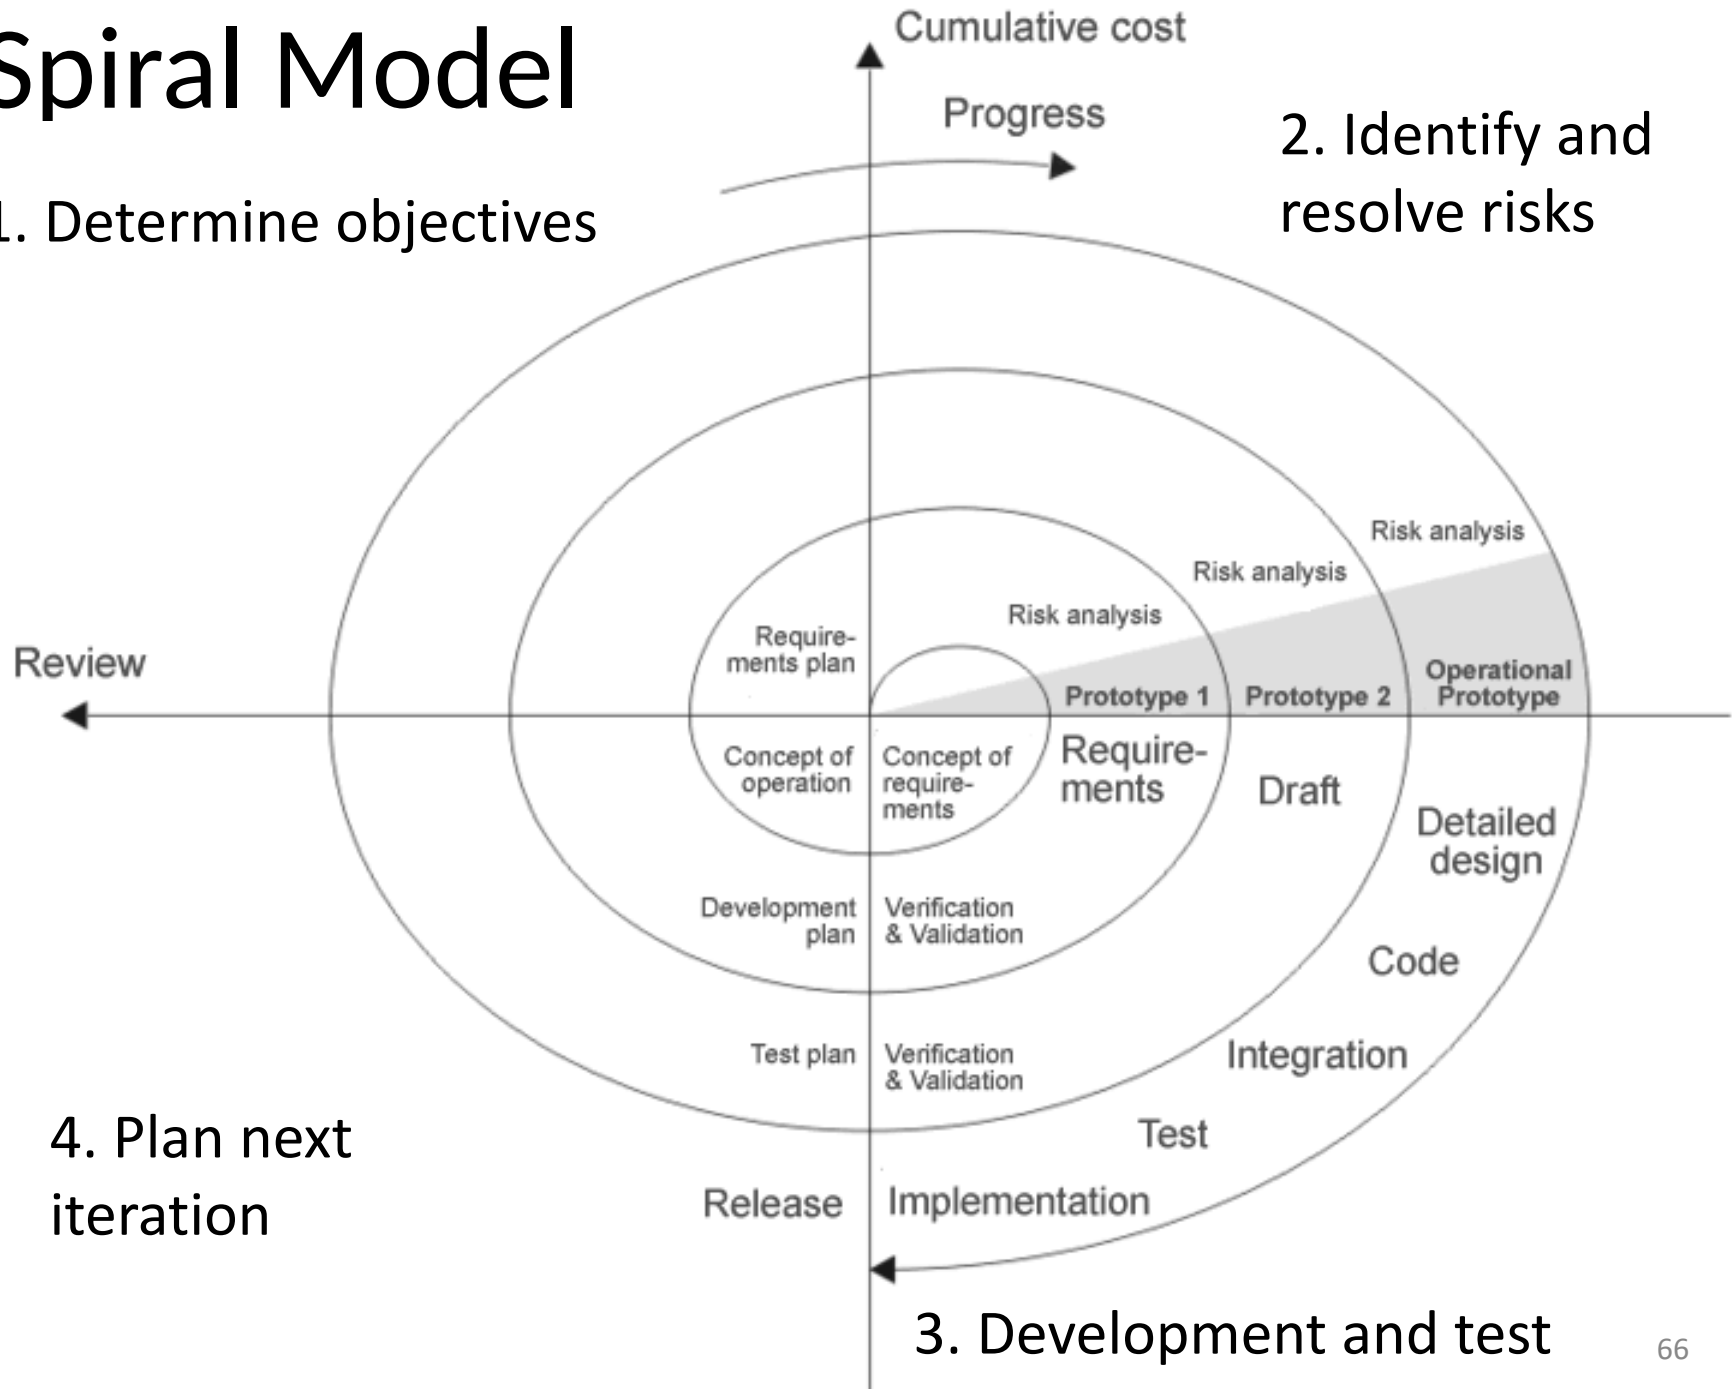 Spiral Model
Cumulative cost
Progress
1. Determine objectives
2. Identify and
resolve risks
Risk analysis
Risk analysis
Risk analysis
Require-
ments plan
Review
Prototype 1
Prototype 2
Operational
Prototype
Concept of
operation
Concept of
require-
ments
Require-
ments
Draft
Detailed
design
Development
plan
Verification
& Validation
Code
Test plan
Verification
& Validation
Integration
Test
4. Plan next
iteration
Release
Implementation
3. Development and test
66